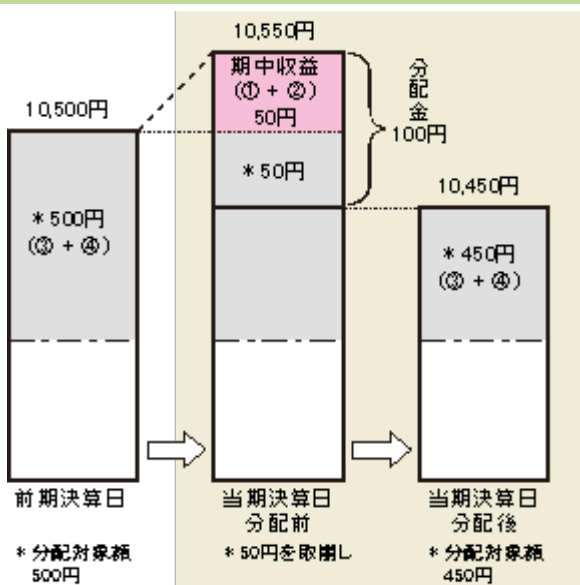 10,550円
期中収益
(① + ②)
50円
分配金
100円
10,500円
*50円
10,450円
*500円
(③ + ④)
*450円
(③ + ④)
前期決算日
当期決算日
分配前
当期決算日
分配後
*分配対象額
500円
*50円を取崩し
*分配対象額
450円